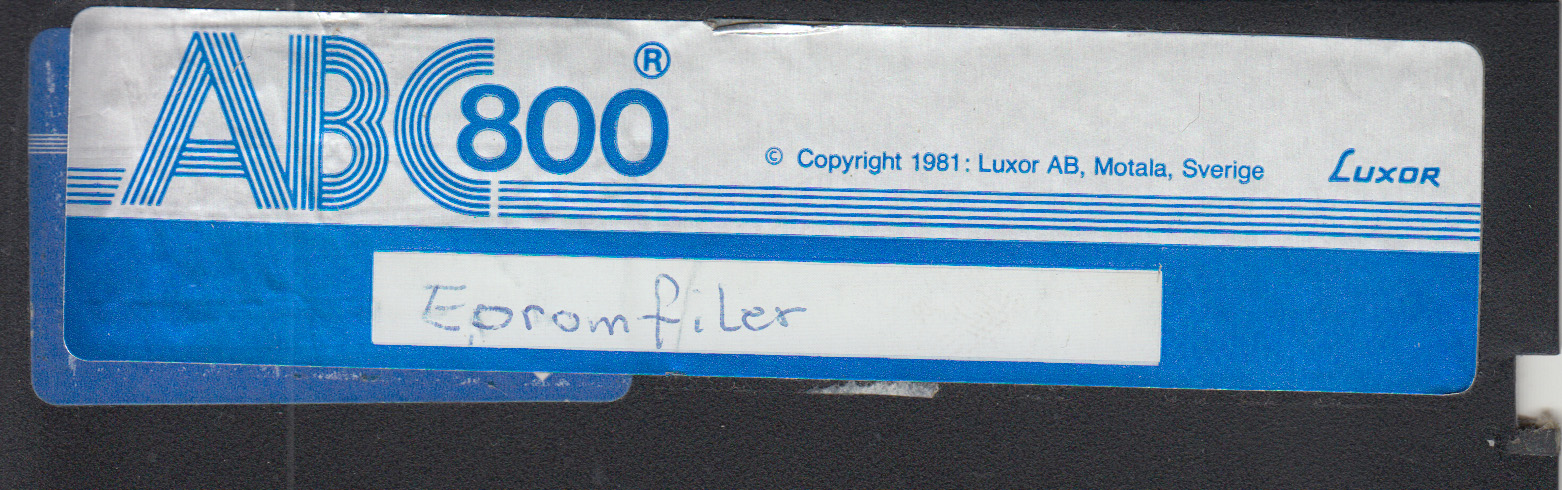 ABC800®
© Copyright 1981: Luxor AB, Motala, Sverige
LUXOR
Epromfiler